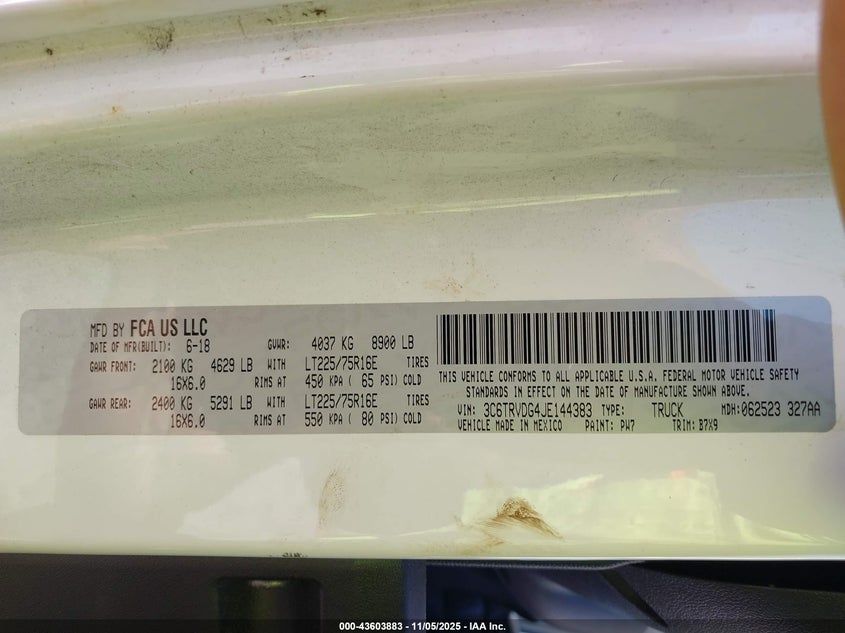 MFD BY FCA US LLC
DATE OF MFR(BUILT): 6-18 GVWR: 4037 KG 8900 LB
GAWR FRONT: 2100 KG 4629 LB WITH LT225/75R16E TIRES
16X6.0 RIMS AT 450 KPA ( 65 PSI) COLD
GAWR REAR: 2400 KG 5291 LB WITH LT225/75R16E TIRES
16X6.0 RIMS AT 550 KPA ( 80 PSI) COLD
THIS VEHICLE CONFORMS TO ALL APPLICABLE U.S.A. FEDERAL MOTOR VEHICLE SAFETY
STANDARDS IN EFFECT ON THE DATE OF MANUFACTURE SHOWN ABOVE.
VIN: 3C6TRVDG4JE144383 TYPE: TRUCK MDH: 062523 327AA
VEHICLE MADE IN MEXICO PAINT: PW7 TRIM: B7X9
000-43603883 - 11/05/2025 - IAA Inc.